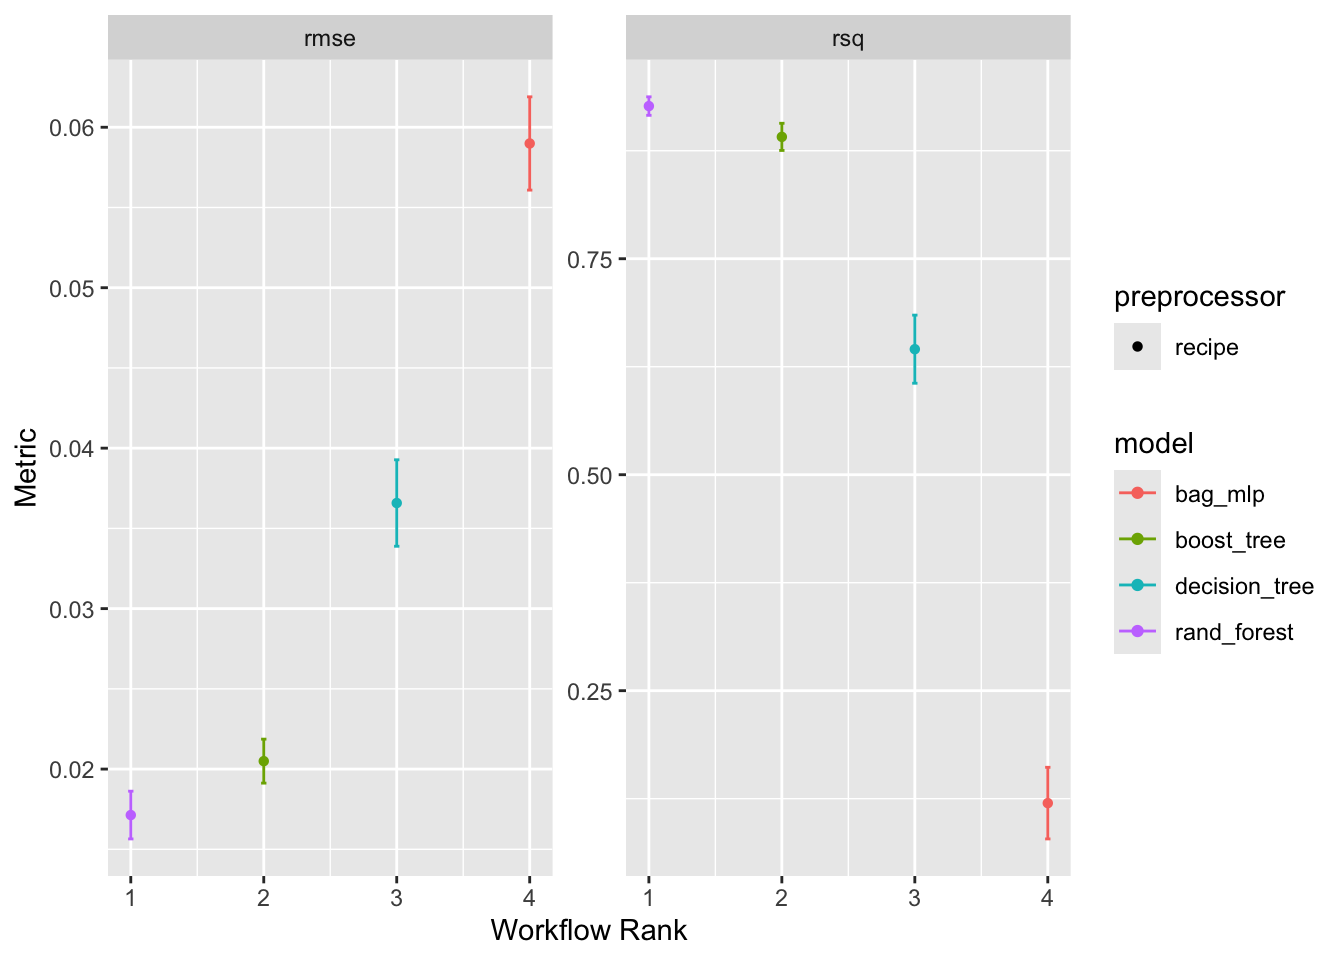 rmse
rsq
0.06
0.05
0.04
0.03
0.02
0.75
0.50
0.25
1 2 3 4
1 2 3 4
Metric
Workflow Rank
preprocessor
recipe
model
bag_mlp
boost_tree
decision_tree
rand_forest